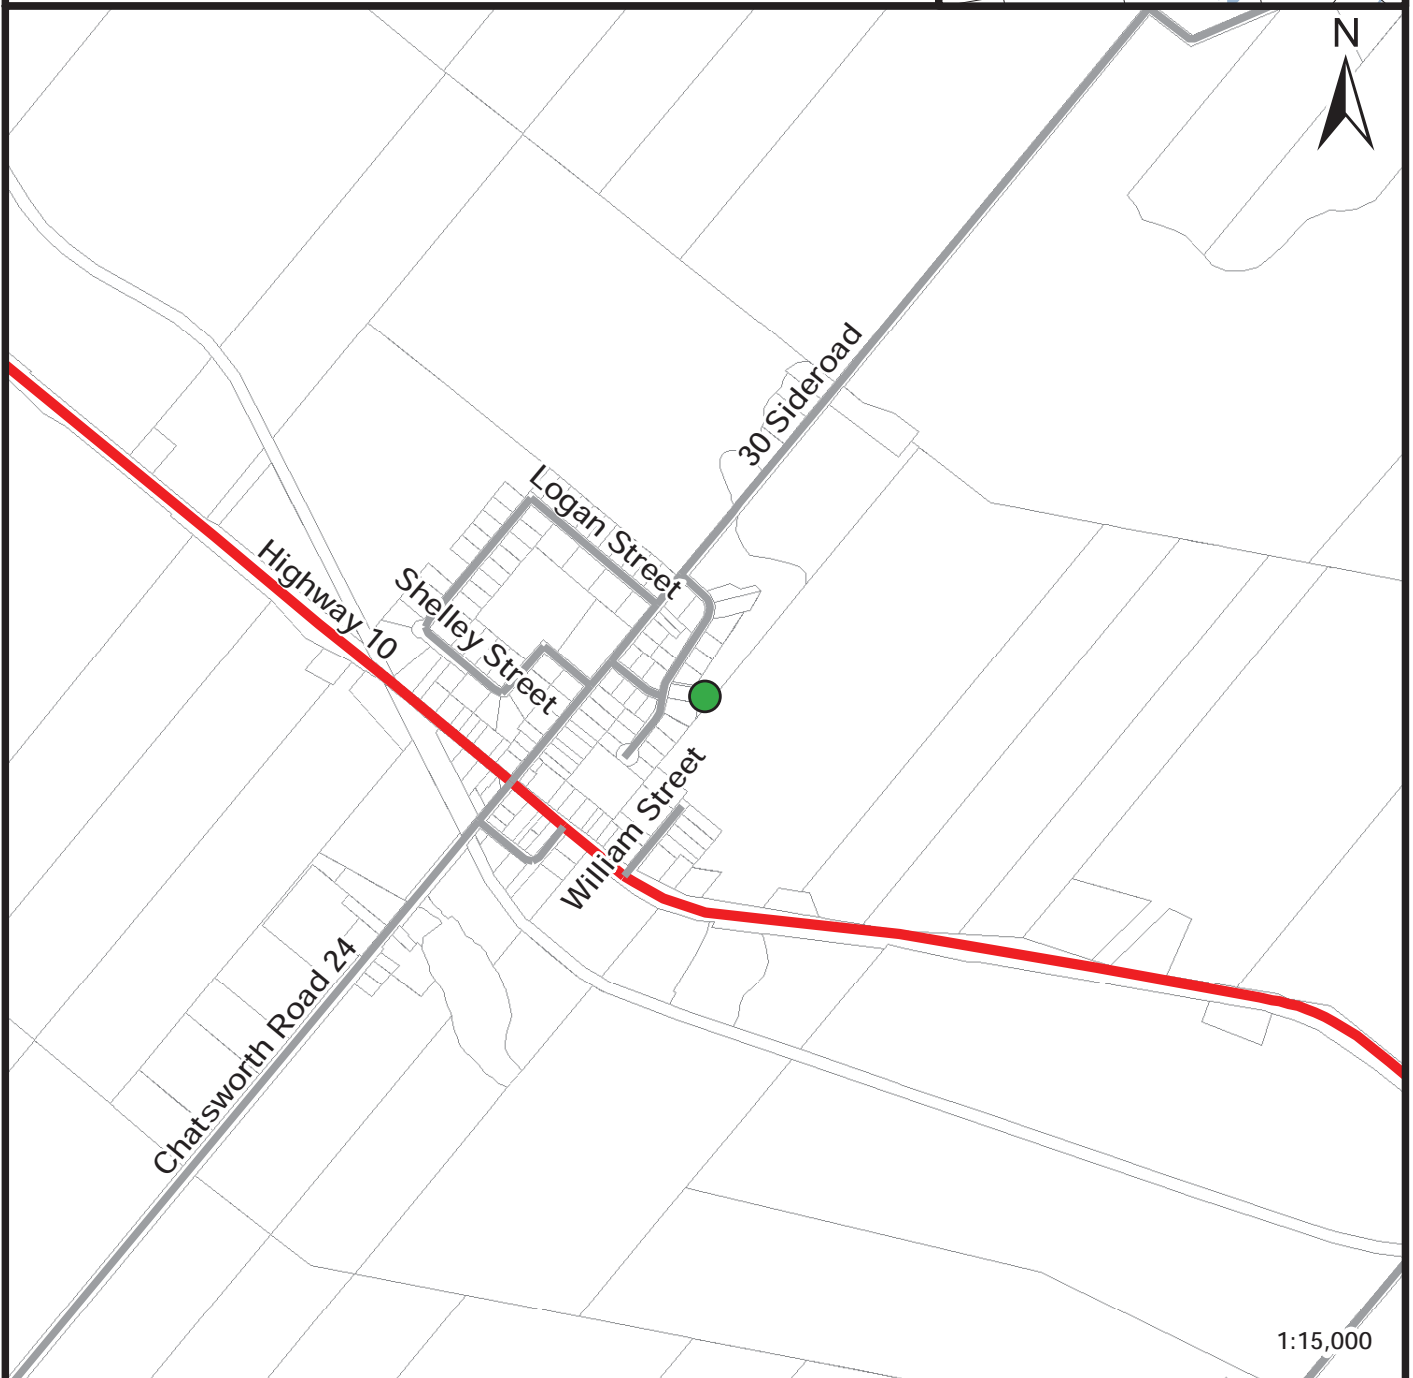 N
30 Sideroad
Logan Street
Shelley Street
Highway 10
William Street
Chatsworth Road 24
1:15,000